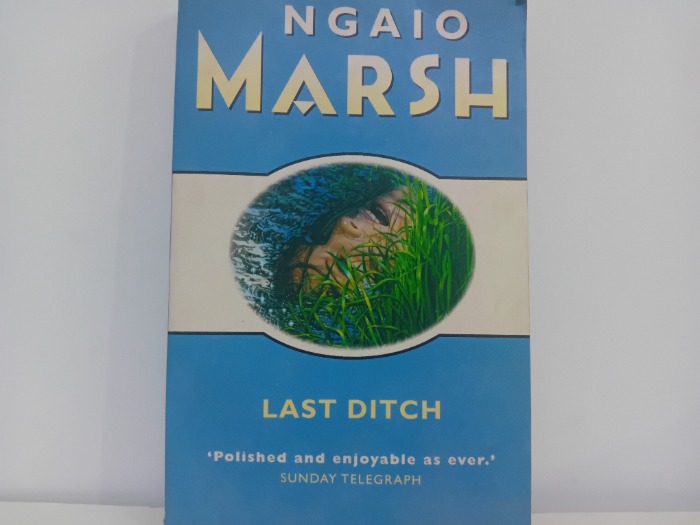 NGAIO
MARSH
LAST DITCH
‘Polished and enjoyable as ever.’
SUNDAY TELEGRAPH